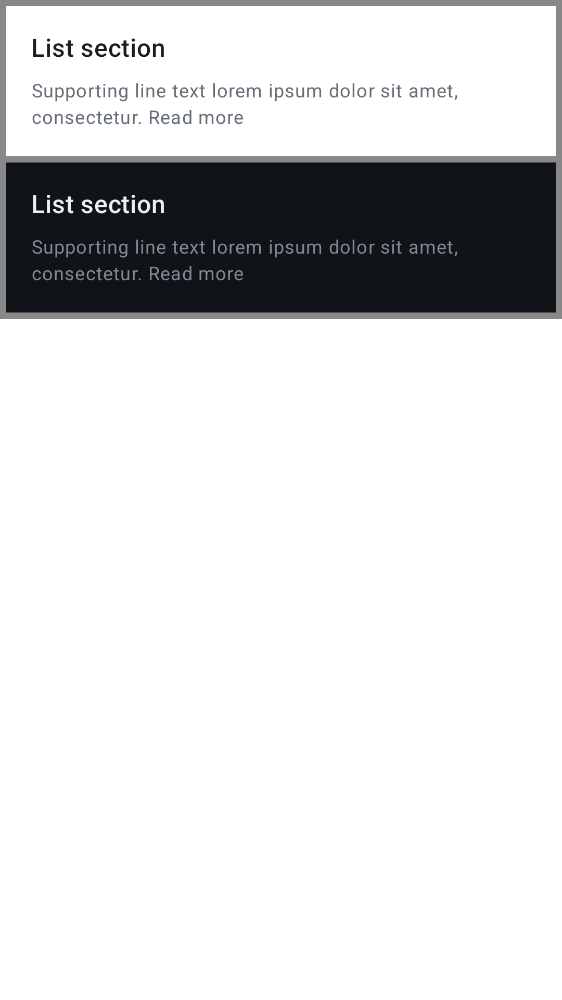 List section
Supporting line text lorem ipsum dolor sit amet,
consectetur. Read more
List section
Supporting line text lorem ipsum dolor sit amet,
consectetur. Read more